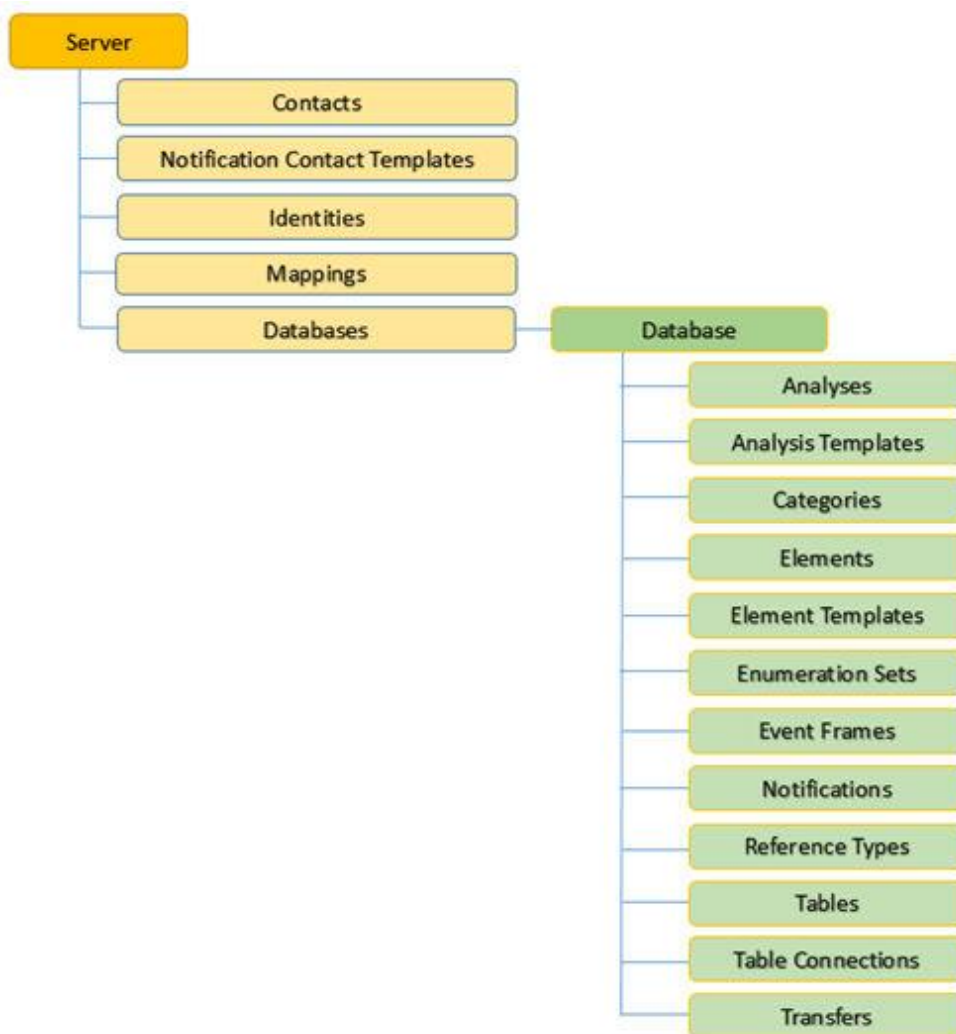 Server
Contacts
Notification Contact Templates
Identities
Mappings
Databases
Database
Analyses
Analysis Templates
Categories
Elements
Element Templates
Enumeration Sets
Event Frames
Notifications
Reference Types
Tables
Table Connections
Transfers